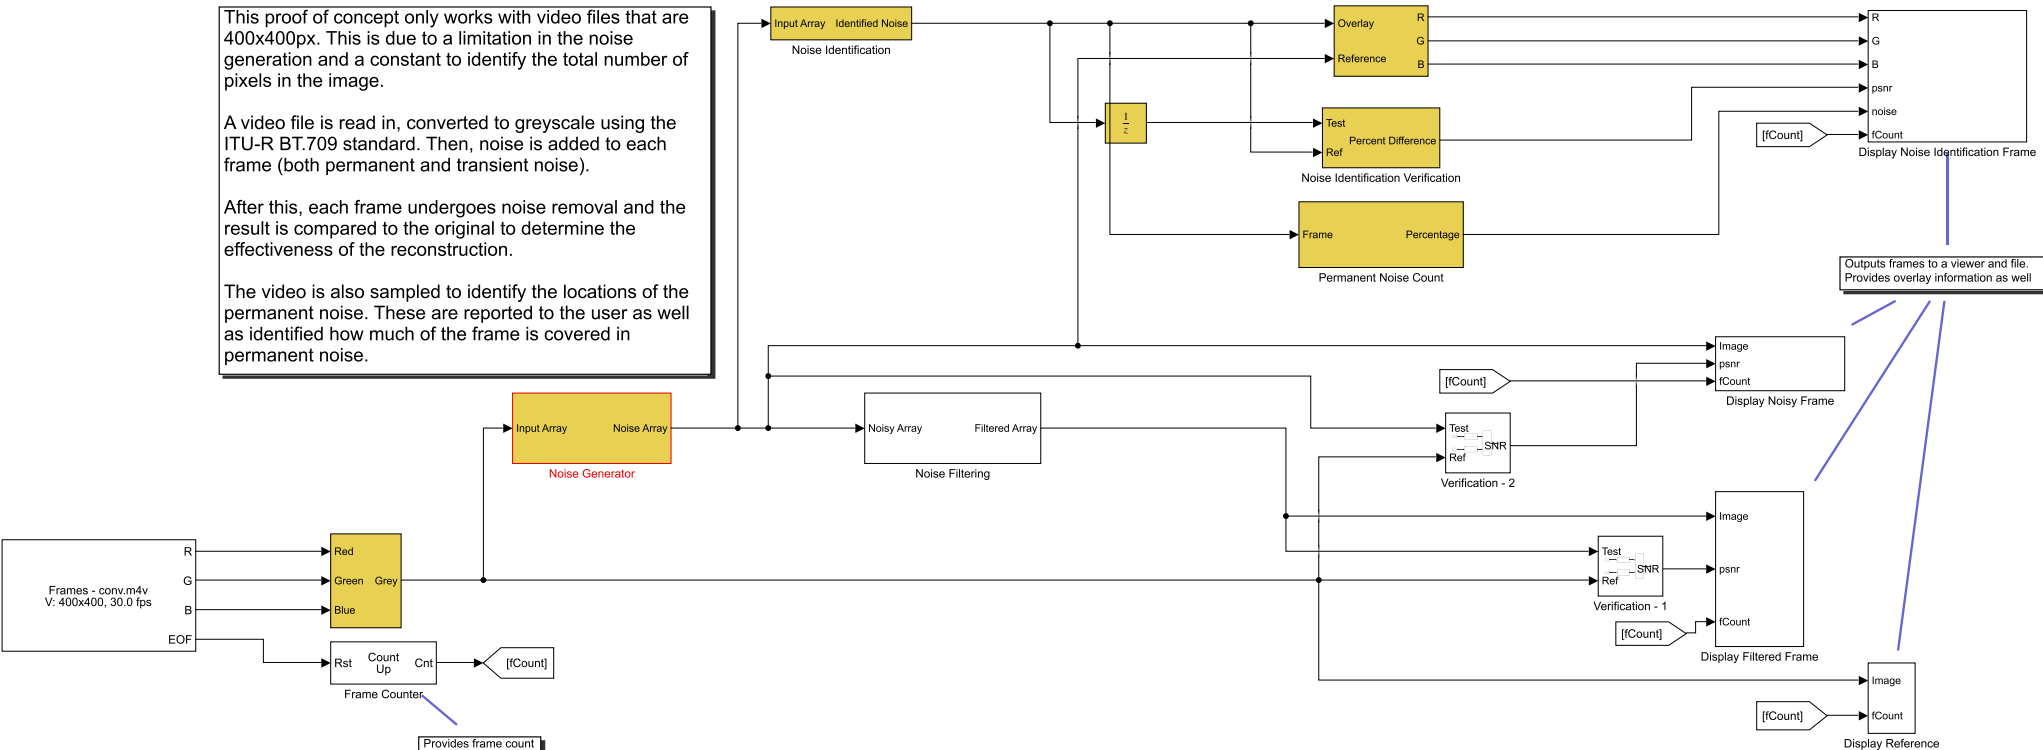 This proof of concept only works with video files that are
400x400px. This is due to a limitation in the noise
generation and a constant to identify the total number of
pixels in the image.
A video file is read in, converted to greyscale using the
ITU-R BT.709 standard. Then, noise is added to each
frame (both permanent and transient noise).
After this, each frame undergoes noise removal and the
result is compared to the original to determine the
effectiveness of the reconstruction.
The video is also sampled to identify the locations of the
permanent noise. These are reported to the user as well
as identified how much of the frame is covered in
permanent noise.
Input Array Identified Noise
Noise Identification
Overlay R
G
Reference B
R
G
B
psnr
noise
fCount
[fCount]
Display Noise Identification Frame
1
z
Test
Percent Difference
Ref
Noise Identification Verification
Frame Percentage
Permanent Noise Count
Outputs frames to a viewer and file.
Provides overlay information as well
Image
psnr
fCount
[fCount]
Display Noisy Frame
Input Array Noise Array
Noise Generator
Noisy Array Filtered Array
Noise Filtering
Test
SNR
Ref
Verification - 2
Image
psnr
fCount
Display Filtered Frame
Test
SNR
Ref
Verification - 1
[fCount]
Frames - conv.m4v
V: 400x400, 30.0 fps
R
G
B
EOF
Red
Green Grey
Blue
Rst Count Up Cnt
Frame Counter
[fCount]
Provides frame count
Image
fCount
[fCount]
Display Reference